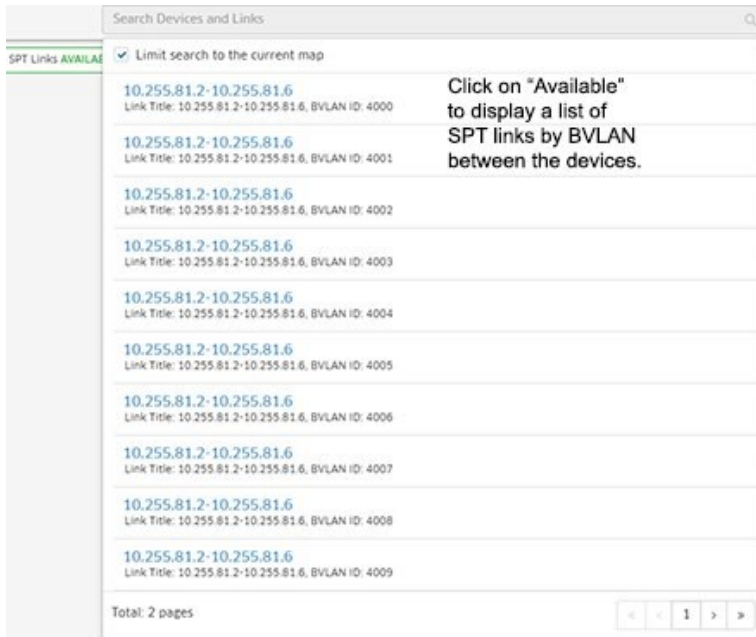 Search Devices and Links
SPT Links AVAILAB
Limit search to the current map
Click on “Available”
to display a list of
SPT links by BVLAN
between the devices.
10.255.81.2-10.255.81.6
Link Title: 10.255.81.2-10.255.81.6, BVLAN ID: 4000
10.255.81.2-10.255.81.6
Link Title: 10.255.81.2-10.255.81.6, BVLAN ID: 4001
10.255.81.2-10.255.81.6
Link Title: 10.255.81.2-10.255.81.6, BVLAN ID: 4002
10.255.81.2-10.255.81.6
Link Title: 10.255.81.2-10.255.81.6, BVLAN ID: 4003
10.255.81.2-10.255.81.6
Link Title: 10.255.81.2-10.255.81.6, BVLAN ID: 4004
10.255.81.2-10.255.81.6
Link Title: 10.255.81.2-10.255.81.6, BVLAN ID: 4005
10.255.81.2-10.255.81.6
Link Title: 10.255.81.2-10.255.81.6, BVLAN ID: 4006
10.255.81.2-10.255.81.6
Link Title: 10.255.81.2-10.255.81.6, BVLAN ID: 4007
10.255.81.2-10.255.81.6
Link Title: 10.255.81.2-10.255.81.6, BVLAN ID: 4008
10.255.81.2-10.255.81.6
Link Title: 10.255.81.2-10.255.81.6, BVLAN ID: 4009
Total: 2 pages
« ‹ 1 › »